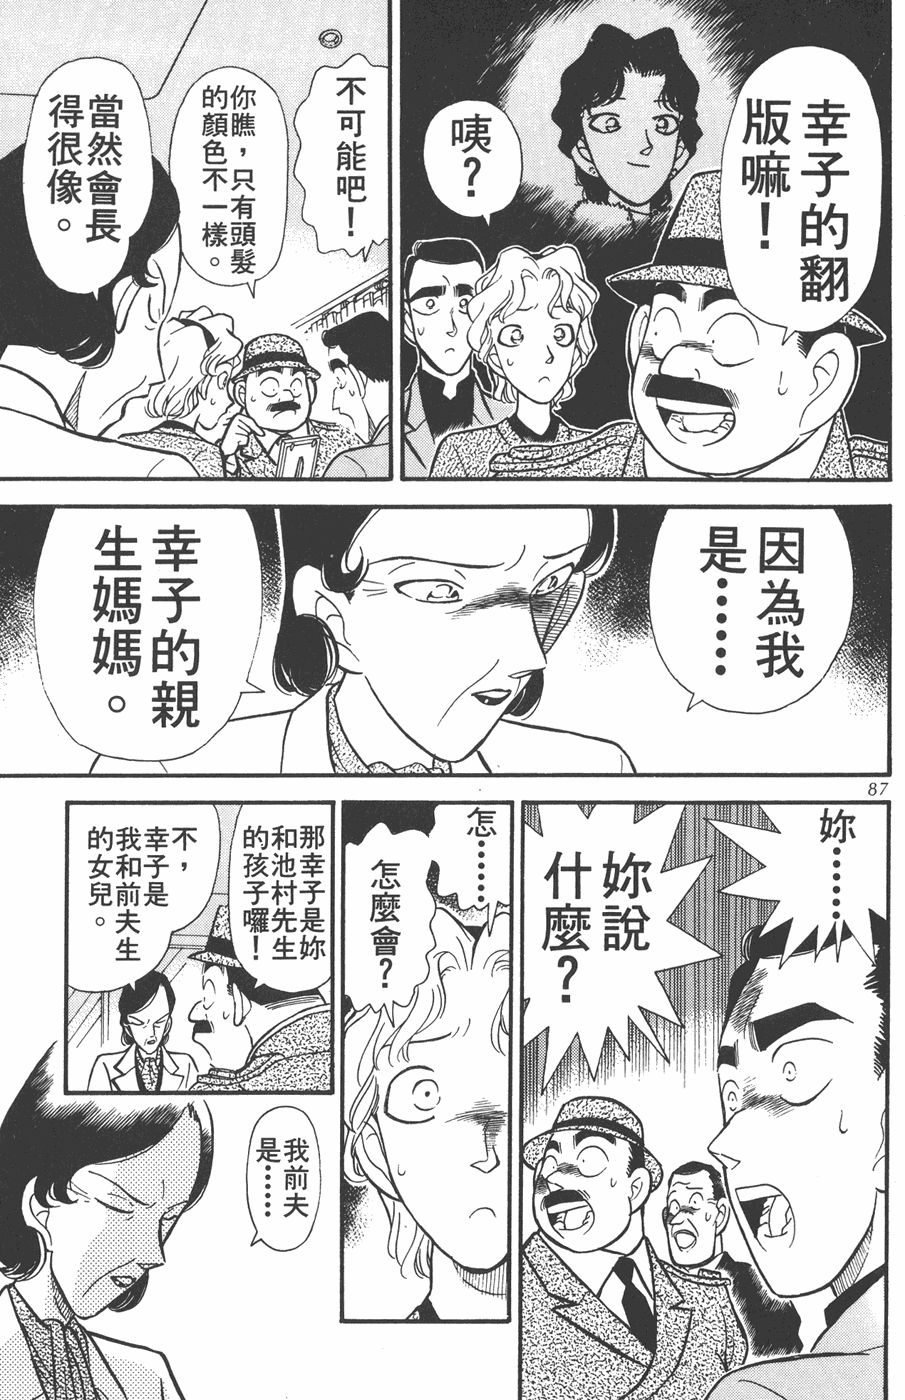 幸子的翻
版嘛！
咦？
不可能吧！
你瞧，只有頭髮
的顏色不一樣。
當然會長
得很像。
因為我
是……
幸子的親
生媽媽。
87
妳……
妳說
什麼？
怎……
怎麼會？
那幸子是妳
和池村先生
的孩子囉！
不，
幸子是
我和前夫生
的女兒。
我前夫
是……